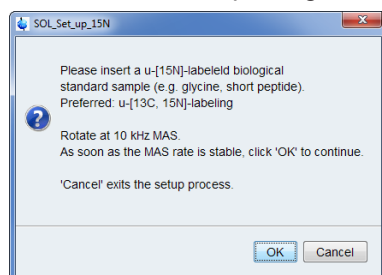 SOL_Set_up_15N
Please insert a u-[15N]-labeleld biological
standard sample (e.g. glycine, short peptide).
Preferred: u-[13C, 15N]-labeling
Rotate at 10 kHz MAS.
As soon as the MAS rate is stable, click 'OK' to continue.
'Cancel' exits the setup process.
OK Cancel